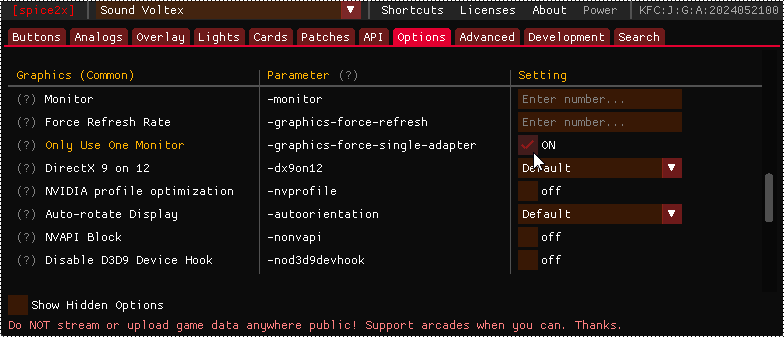 [spice2x] Sound Voltex Shortcuts Licenses About Power KFC:J:G:A:2024052100
Buttons Analogs Overlay Lights Cards Patches API Options Advanced Development Search
Graphics (Common) Parameter (?) Setting
(?) Monitor -monitor Enter number...
(?) Force Refresh Rate -graphics-force-refresh Enter number...
(?) Only Use One Monitor -graphics-force-single-adapter ON
(?) DirectX 9 on 12 -dx9on12 Default
(?) NVIDIA profile optimization -nvprofile off
(?) Auto-rotate Display -autoorientation Default
(?) NVAPI Block -nonvapi off
(?) Disable D3D9 Device Hook -nod3d9devhook off
Show Hidden Options
Do NOT stream or upload game data anywhere public! Support arcades when you can. Thanks.